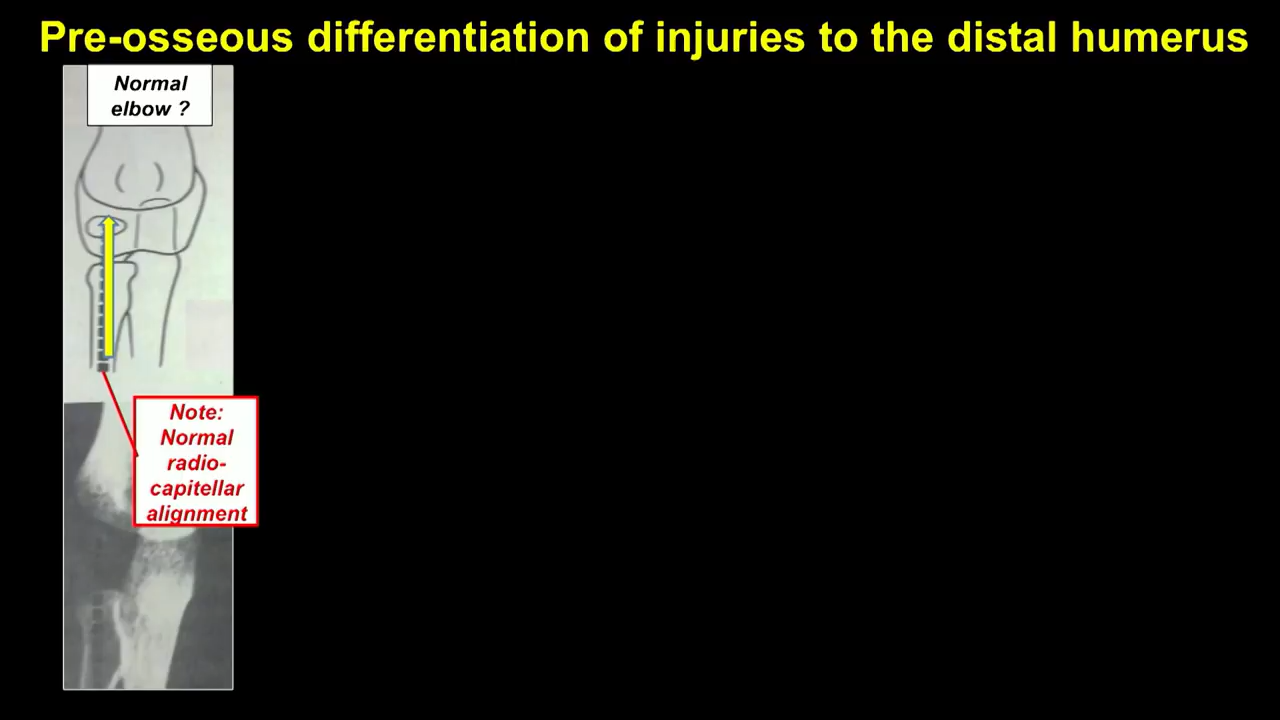 Pre-osseous differentiation of injuries to the distal humerus
Normal
elbow ?
Note:
Normal
radio-
capitellar
alignment